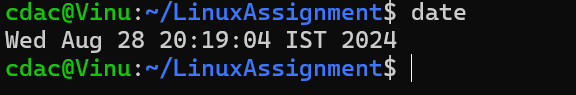 cdac@Vinu:~/LinuxAssignment$ date
Wed Aug 28 20:19:04 IST 2024
cdac@Vinu:~/LinuxAssignment$